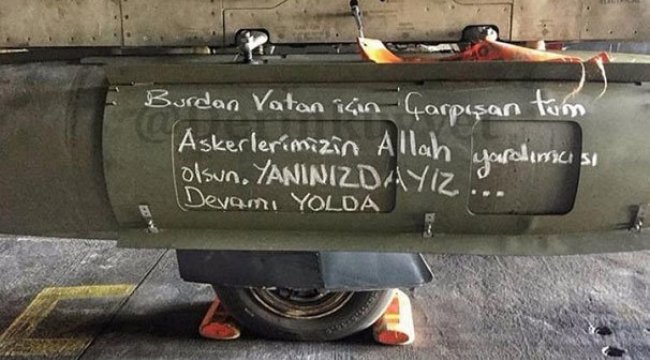 Burdan Vatan için Çarpışan tüm
Askerlerimizin Allah yardımcısı
olsun. YANINIZDAYIZ ...
Devamı YOLDA